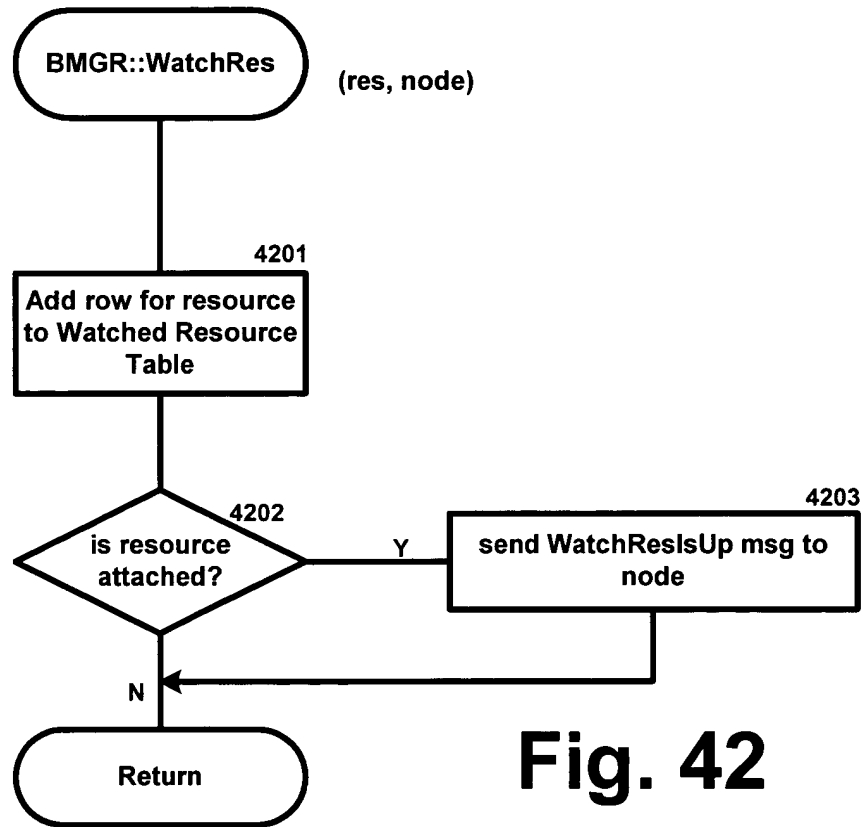 BMGR::WatchRes
(res, node)
4201
Add row for resource
to Watched Resource
Table
4202
is resource
attached?
Y
4203
send WatchResIsUp msg to
node
N
Return
Fig. 42